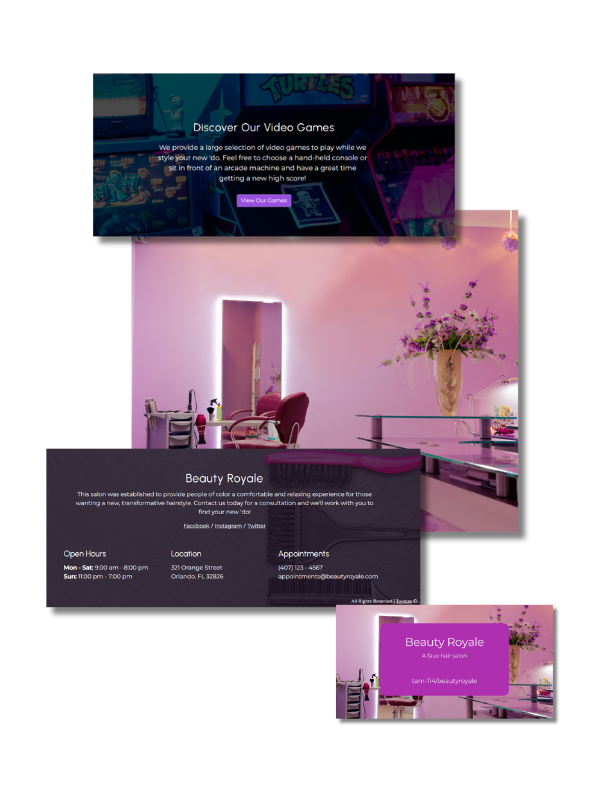 TURTLES
Discover Our Video Games
We provide a large selection of video games to play while we
style your new 'do. Feel free to choose a hand-held console or
sit in front of an arcade machine and have a great time
getting a new high score!
View Our Games
Beauty Royale
This salon was established to provide people of color a comfortable and relaxing experience for those
wanting a new, transformative hairstyle. Contact us today for a consultation and we'll work with you to
find your new 'do!
Facebook / Instagram / Twitter
Open Hours
Mon - Sat: 9:00 am - 8:00 pm
Sun: 11:00 pm - 7:00 pm
Location
321 Orange Street
Orlando, FL 32826
Appointments
(407) 123 - 4567
appointments@beautyroyale.com
All Rights Reserved |
©
Beauty Royale
A faux hair salon
tam-114/beautyroyale